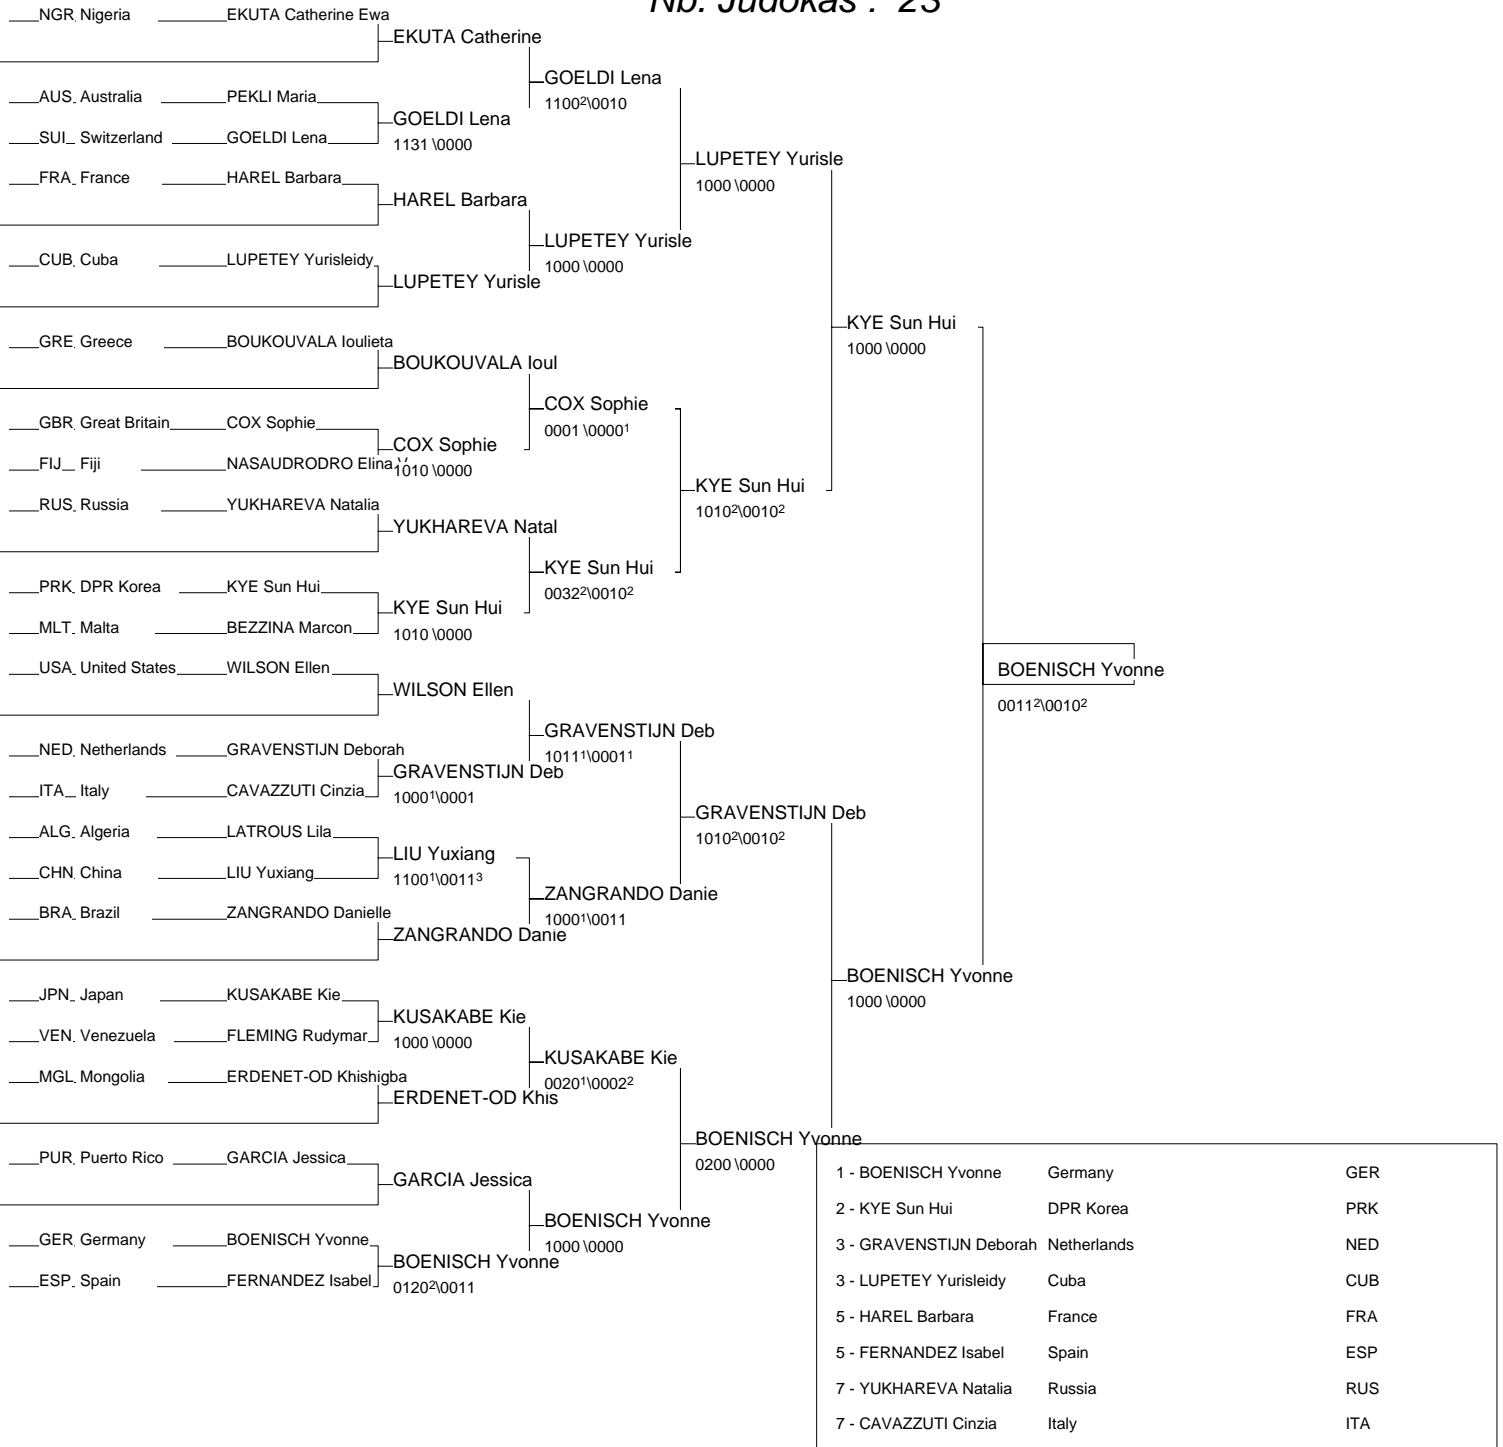 Nb. Judokas : 23
NGR Nigeria EKUTA Catherine Ewa
EKUTA Catherine
GOELDI Lena
1100²\0010
AUS Australia PEKLI Maria
GOELDI Lena
1131 \0000
SUI Switzerland GOELDI Lena
LUPETEY Yurisle
1000 \0000
FRA France HAREL Barbara
HAREL Barbara
LUPETEY Yurisle
1000 \0000
CUB Cuba LUPETEY Yurisleidy
LUPETEY Yurisle
KYE Sun Hui
1000 \0000
GRE Greece BOUKOUVALA Ioulieta
BOUKOUVALA Ioul
COX Sophie
0001 \0000¹
GBR Great Britain COX Sophie
COX Sophie
1010 \0000
FIJ Fiji NASAUDRODRO Elina
KYE Sun Hui
1010²\0010²
RUS Russia YUKHAREVA Natalia
YUKHAREVA Natal
KYE Sun Hui
0032²\0010²
PRK DPR Korea KYE Sun Hui
KYE Sun Hui
1010 \0000
MLT Malta BEZZINA Marcon
BOENISCH Yvonne
0011²\0010²
USA United States WILSON Ellen
WILSON Ellen
GRAVENSTIJN Deb
1011¹\0001¹
NED Netherlands GRAVENSTIJN Deborah
GRAVENSTIJN Deb
1000¹\0001
ITA Italy CAVAZZUTI Cinzia
GRAVENSTIJN Deb
1010²\0010²
ALG Algeria LATROUS Lila
LIU Yuxiang
1100¹\0011³
CHN China LIU Yuxiang
ZANGRANDO Danie
1000¹\0011
BRA Brazil ZANGRANDO Danielle
ZANGRANDO Danie
BOENISCH Yvonne
1000 \0000
JPN Japan KUSAKABE Kie
KUSAKABE Kie
1000 \0000
VEN Venezuela FLEMING Rudymar
KUSAKABE Kie
0020¹\0002²
MGL Mongolia ERDENET-OD Khishigba
ERDENET-OD Khis
BOENISCH Yvonne
0200 \0000
PUR Puerto Rico GARCIA Jessica
GARCIA Jessica
BOENISCH Yvonne
1000 \0000
GER Germany BOENISCH Yvonne
BOENISCH Yvonne
0120²\0011
ESP Spain FERNANDEZ Isabel
1 - BOENISCH Yvonne Germany GER
2 - KYE Sun Hui DPR Korea PRK
3 - GRAVENSTIJN Deborah Netherlands NED
3 - LUPETEY Yurisleidy Cuba CUB
5 - HAREL Barbara France FRA
5 - FERNANDEZ Isabel Spain ESP
7 - YUKHAREVA Natalia Russia RUS
7 - CAVAZZUTI Cinzia Italy ITA